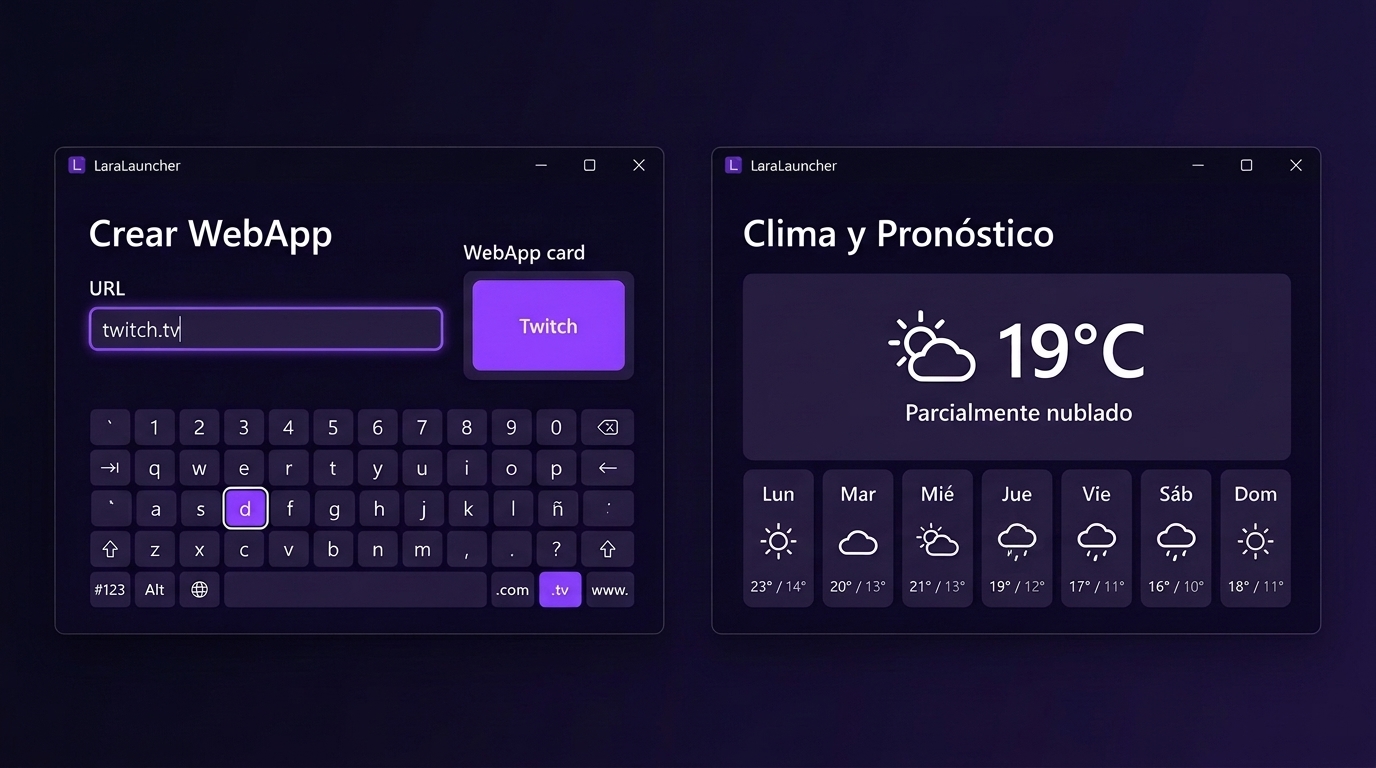 L LaraLauncher
Crear WebApp
URL
twitch.tv
WebApp card
Twitch
` 1 2 3 4 5 6 7 8 9 0
q w e r t y u i o p
` a s d f g h j k l ñ :
z x c v b n m , . ?
#123 Alt .com .tv www.
L LaraLauncher
Clima y Pronóstico
19°C
Parcialmente nublado
Lun Mar Mié Jue Vie Sáb Dom
23° / 14° 20° / 13° 21° / 13° 19° / 12° 17° / 11° 16° / 10° 18° / 11°